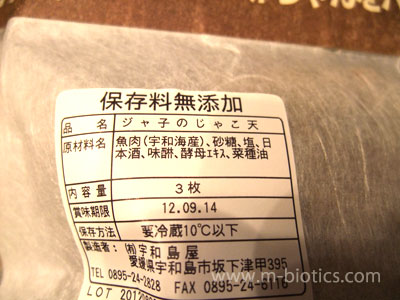 保存料無添加
品名 ジャ子のじゃこ天
原材料名 魚肉(宇和海産)、砂糖、塩、日
本酒、味醂、酵母エキス、菜種油
内容量 3枚
賞味期限 12.09.14
保存方法 要冷蔵10℃以下
製造者: ㈲宇和島屋
愛媛県宇和島市坂下津甲395
TEL 0895-24-2828 FAX 0895-24-6116
LOT 2012
www.m-biotics.com